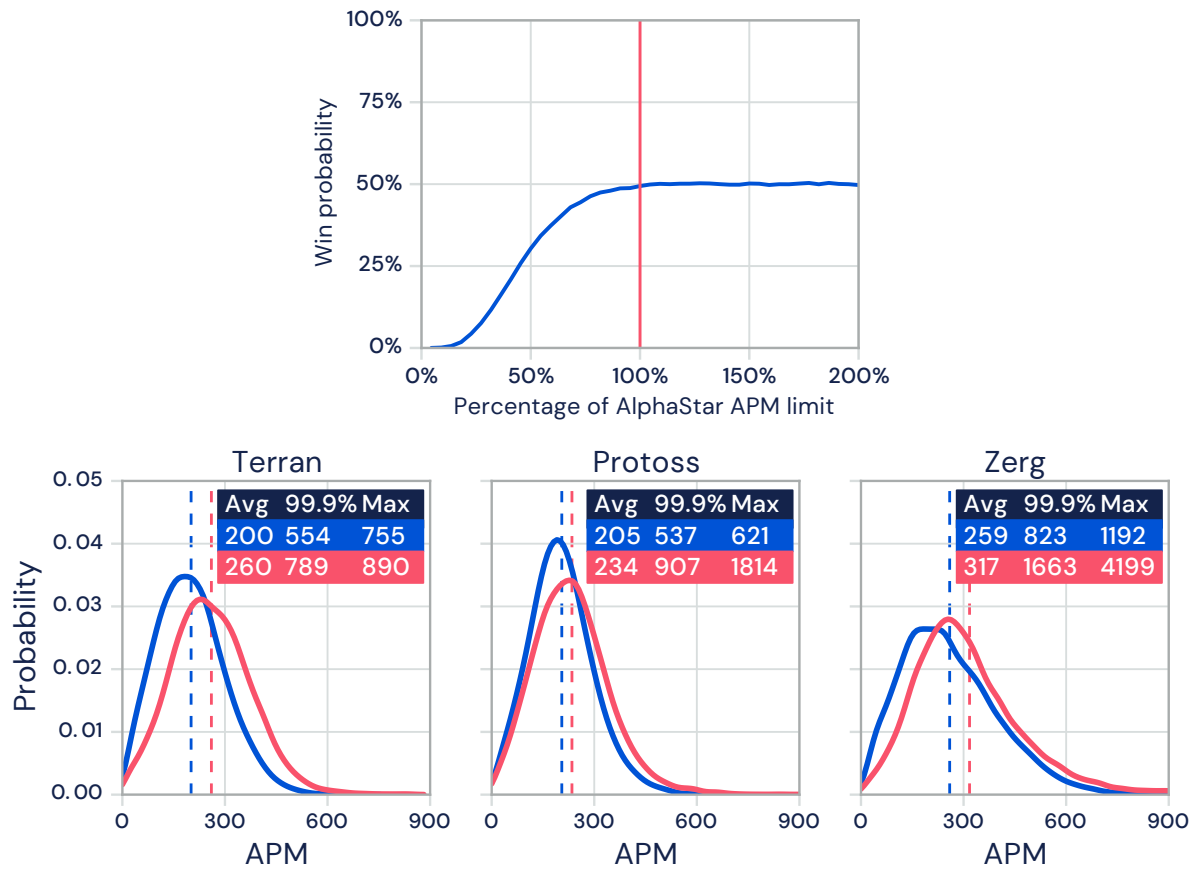 100%
75%
50%
25%
0%
Win probability
0% 50% 100% 150% 200%
Percentage of AlphaStar APM limit
Terran
Protoss
Zerg
Probability
0.05
0.04
0.03
0.02
0.01
0.00
Avg 99.9% Max
200 554 755
260 789 890
Avg 99.9% Max
205 537 621
234 907 1814
Avg 99.9% Max
259 823 1192
317 1663 4199
0 300 600 900
0 300 600 900
0 300 600 900
APM
APM
APM